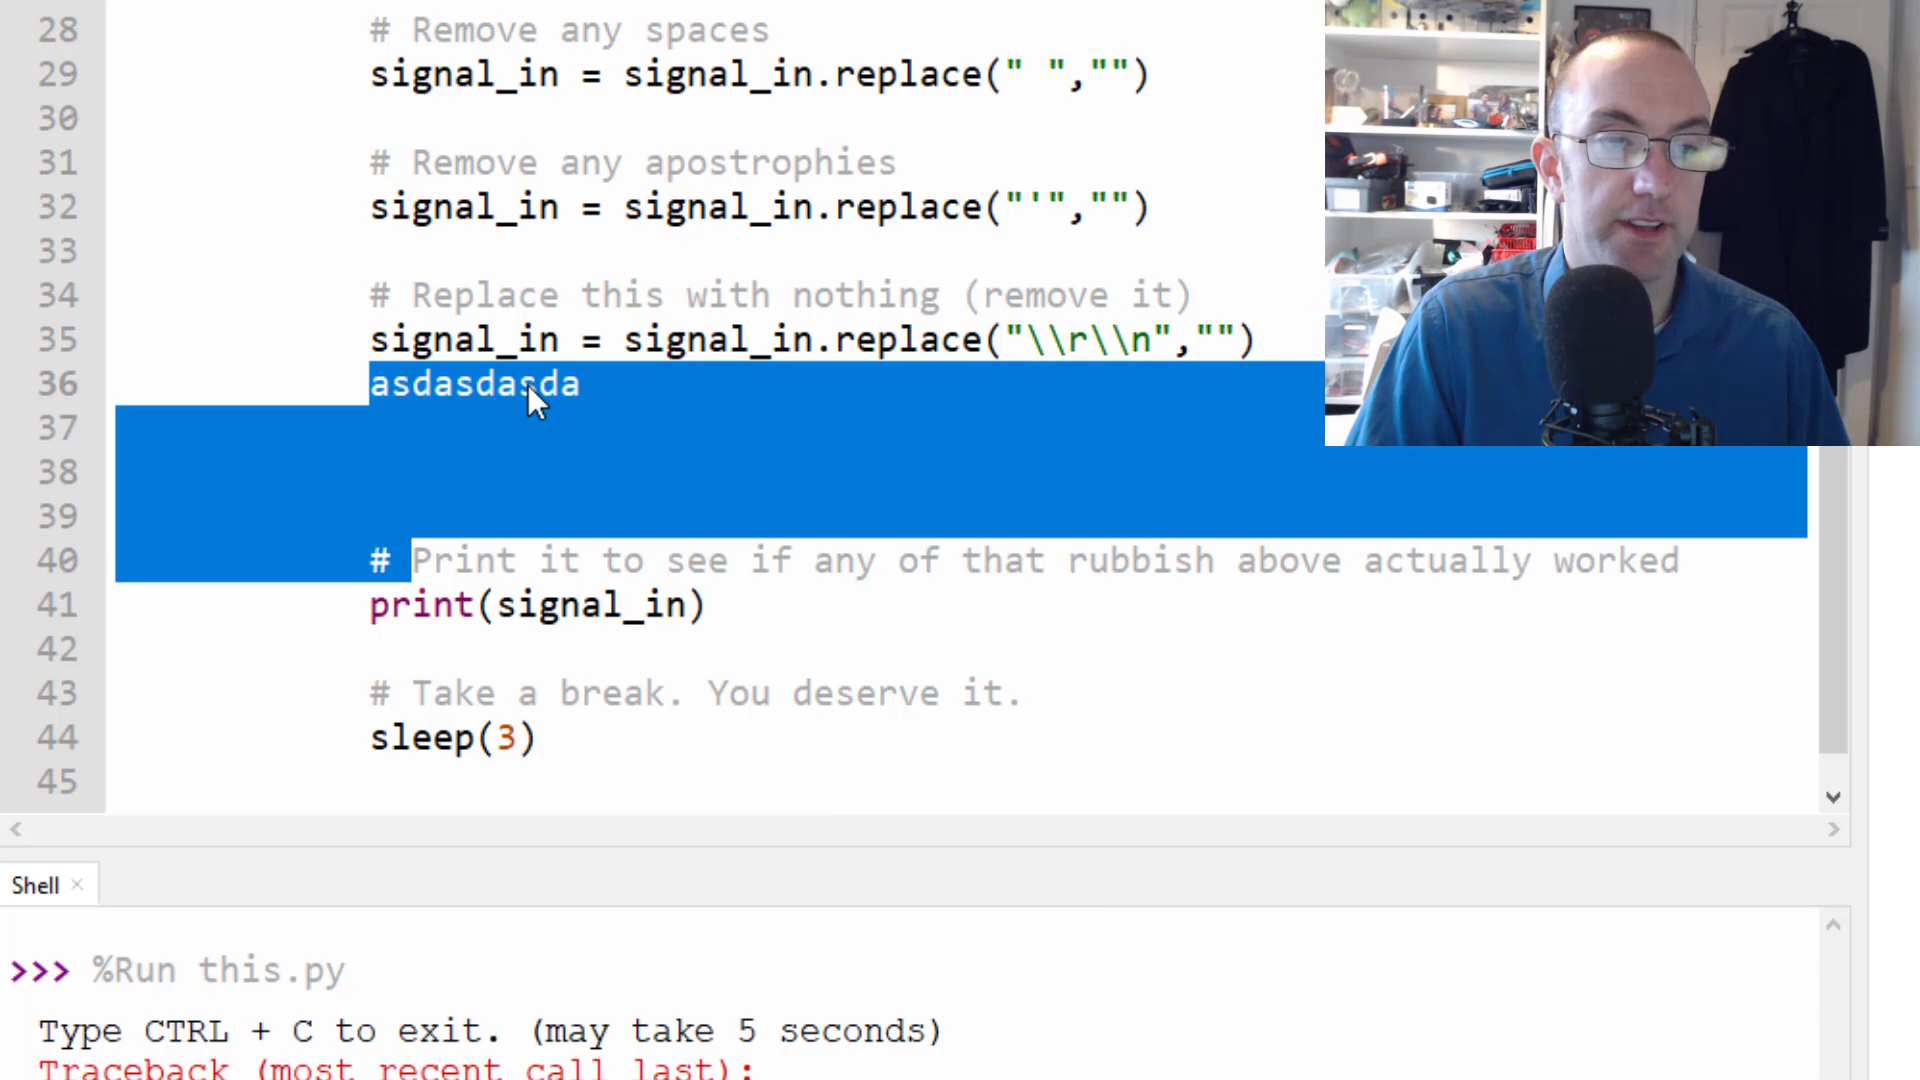 28 # Remove any spaces
29 signal_in = signal_in.replace(" ","")
30
31 # Remove any apostrophies
32 signal_in = signal_in.replace("'","")
33
34 # Replace this with nothing (remove it)
35 signal_in = signal_in.replace("\\r\\n","")
36 asdasdasda
37
38
39
40 # Print it to see if any of that rubbish above actually worked
41 print(signal_in)
42
43 # Take a break. You deserve it.
44 sleep(3)
45
Shell
>>> %Run this.py
Type CTRL + C to exit. (may take 5 seconds)
Traceback (most recent call last):